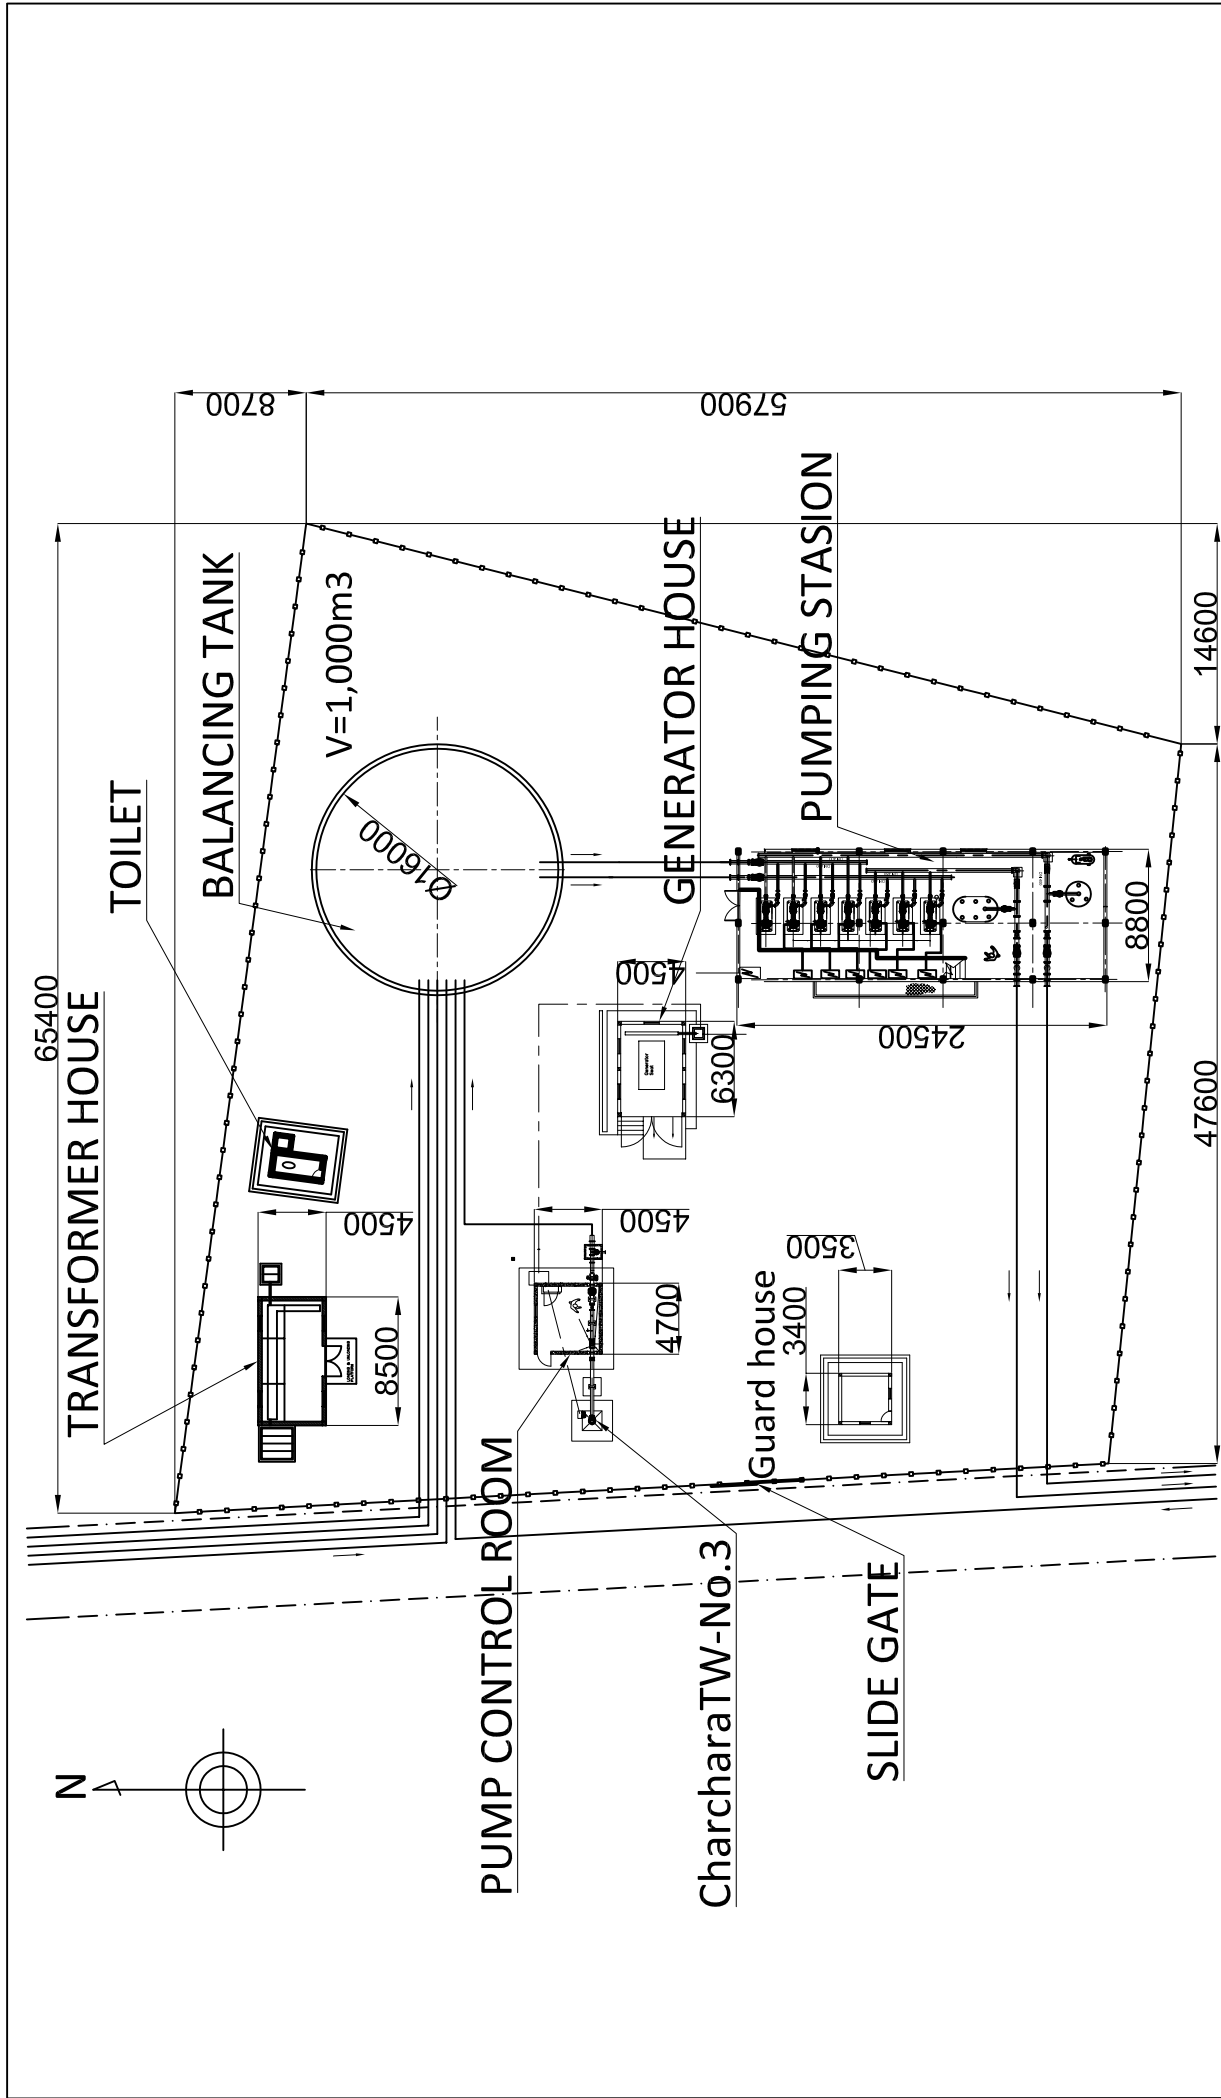 N
65400
8700
57900
14600
47600
TRANSFORMER HOUSE
TOILET
BALANCING TANK
V=1,000m3
Ø16000
GENERATOR HOUSE
PUMPING STASION
8500
4500
4500
4700
4500
6300
Generator
8800
24500
Guard house
3400
3500
PUMP CONTROL ROOM
CharcharaTW-No.3
SLIDE GATE